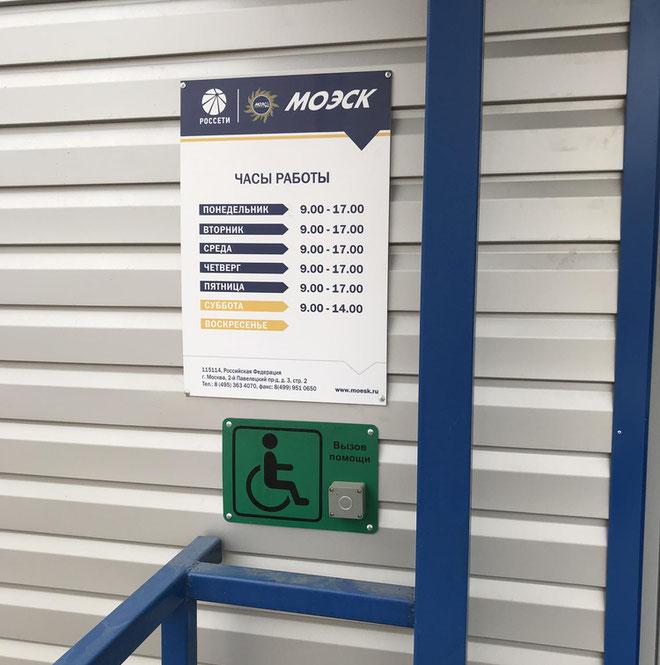 РОССЕТИ
МОЭСК
МОЭСК
ЧАСЫ РАБОТЫ
ПОНЕДЕЛЬНИК 9.00 - 17.00
ВТОРНИК 9.00 - 17.00
СРЕДА 9.00 - 17.00
ЧЕТВЕРГ 9.00 - 17.00
ПЯТНИЦА 9.00 - 17.00
СУББОТА 9.00 - 14.00
ВОСКРЕСЕНЬЕ
115114, Российская Федерация
г. Москва, 2-й Павелецкий пр-д, д. 3, стр. 2
Тел.: 8 (495) 363 4070, факс: 8(499) 951 0650
www.moesk.ru
Вызов
помощи